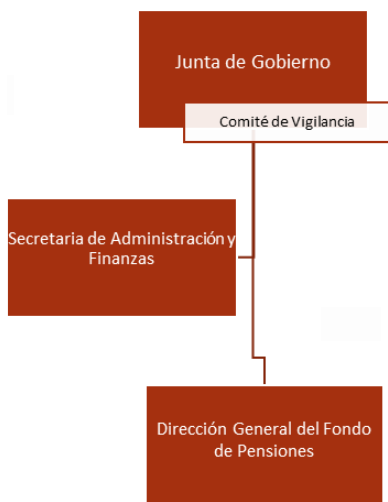 Junta de Gobierno
Comité de Vigilancia
Secretaria de Administración y
Finanzas
Dirección General del Fondo
de Pensiones